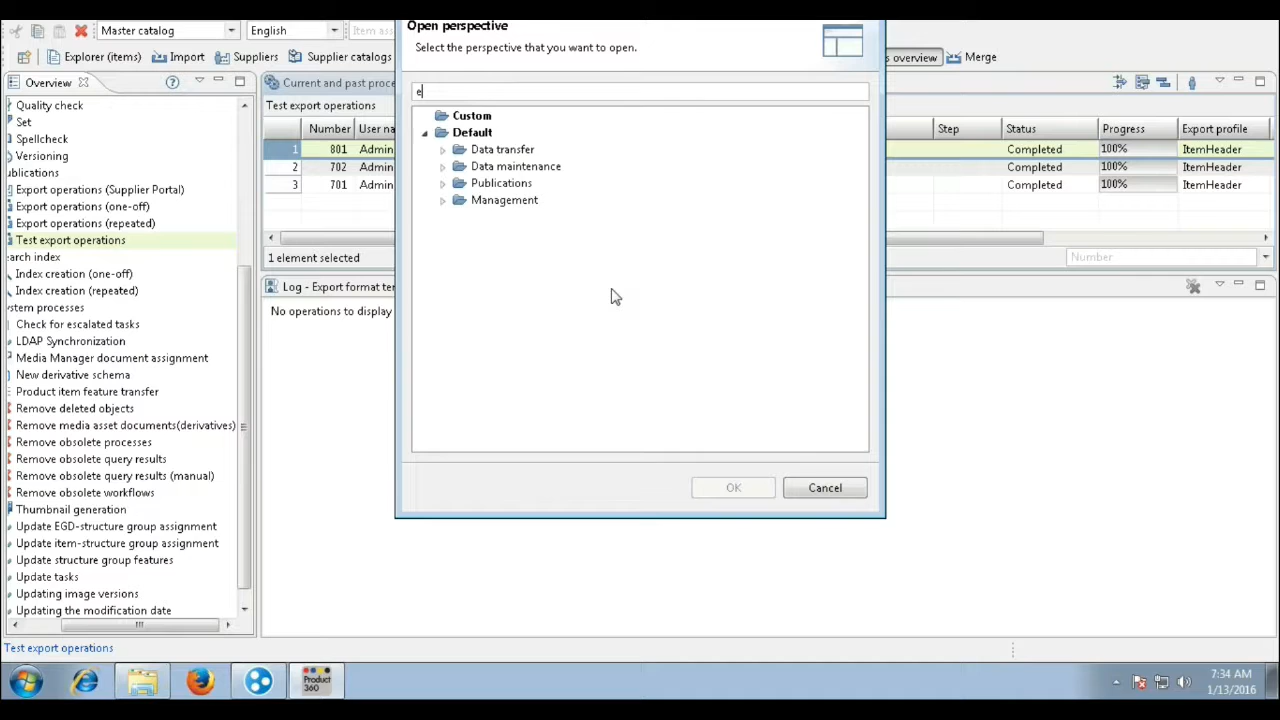 Master catalog
English
Item ass
Explorer (items)
Import
Suppliers
Supplier catalogs
s overview
Merge
Overview
Quality check
Set
Spellcheck
Versioning
ublications
Export operations (Supplier Portal)
Export operations (one-off)
Export operations (repeated)
Test export operations
earch index
Index creation (one-off)
Index creation (repeated)
ystem processes
Check for escalated tasks
LDAP Synchronization
Media Manager document assignment
New derivative schema
Product item feature transfer
Remove deleted objects
Remove media asset documents(derivatives)
Remove obsolete processes
Remove obsolete query results
Remove obsolete query results (manual)
Remove obsolete workflows
Thumbnail generation
Update EGD-structure group assignment
Update item-structure group assignment
Update structure group features
Update tasks
Updating image versions
Updating the modification date
Test export operations
Current and past proce
Test export operations
Number User na Step Status Progress Export profile
1 801 Admin Completed 100% ItemHeader
2 702 Admin Completed 100% ItemHeader
3 701 Admin Completed 100% ItemHeader
1 element selected
Number
Log - Export format ter
No operations to display
Open perspective
Select the perspective that you want to open.
e
Custom
Default
Data transfer
Data maintenance
Publications
Management
OK
Cancel
Product
360
7:34 AM
1/13/2016